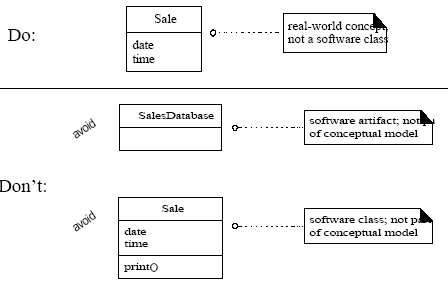 Do:
Sale
date
time
real-world concept
not a software class
avoid
SalesDatabase
software artifact; not
of conceptual model
Don't:
avoid
Sale
date
time
print()
software class; not
of conceptual model